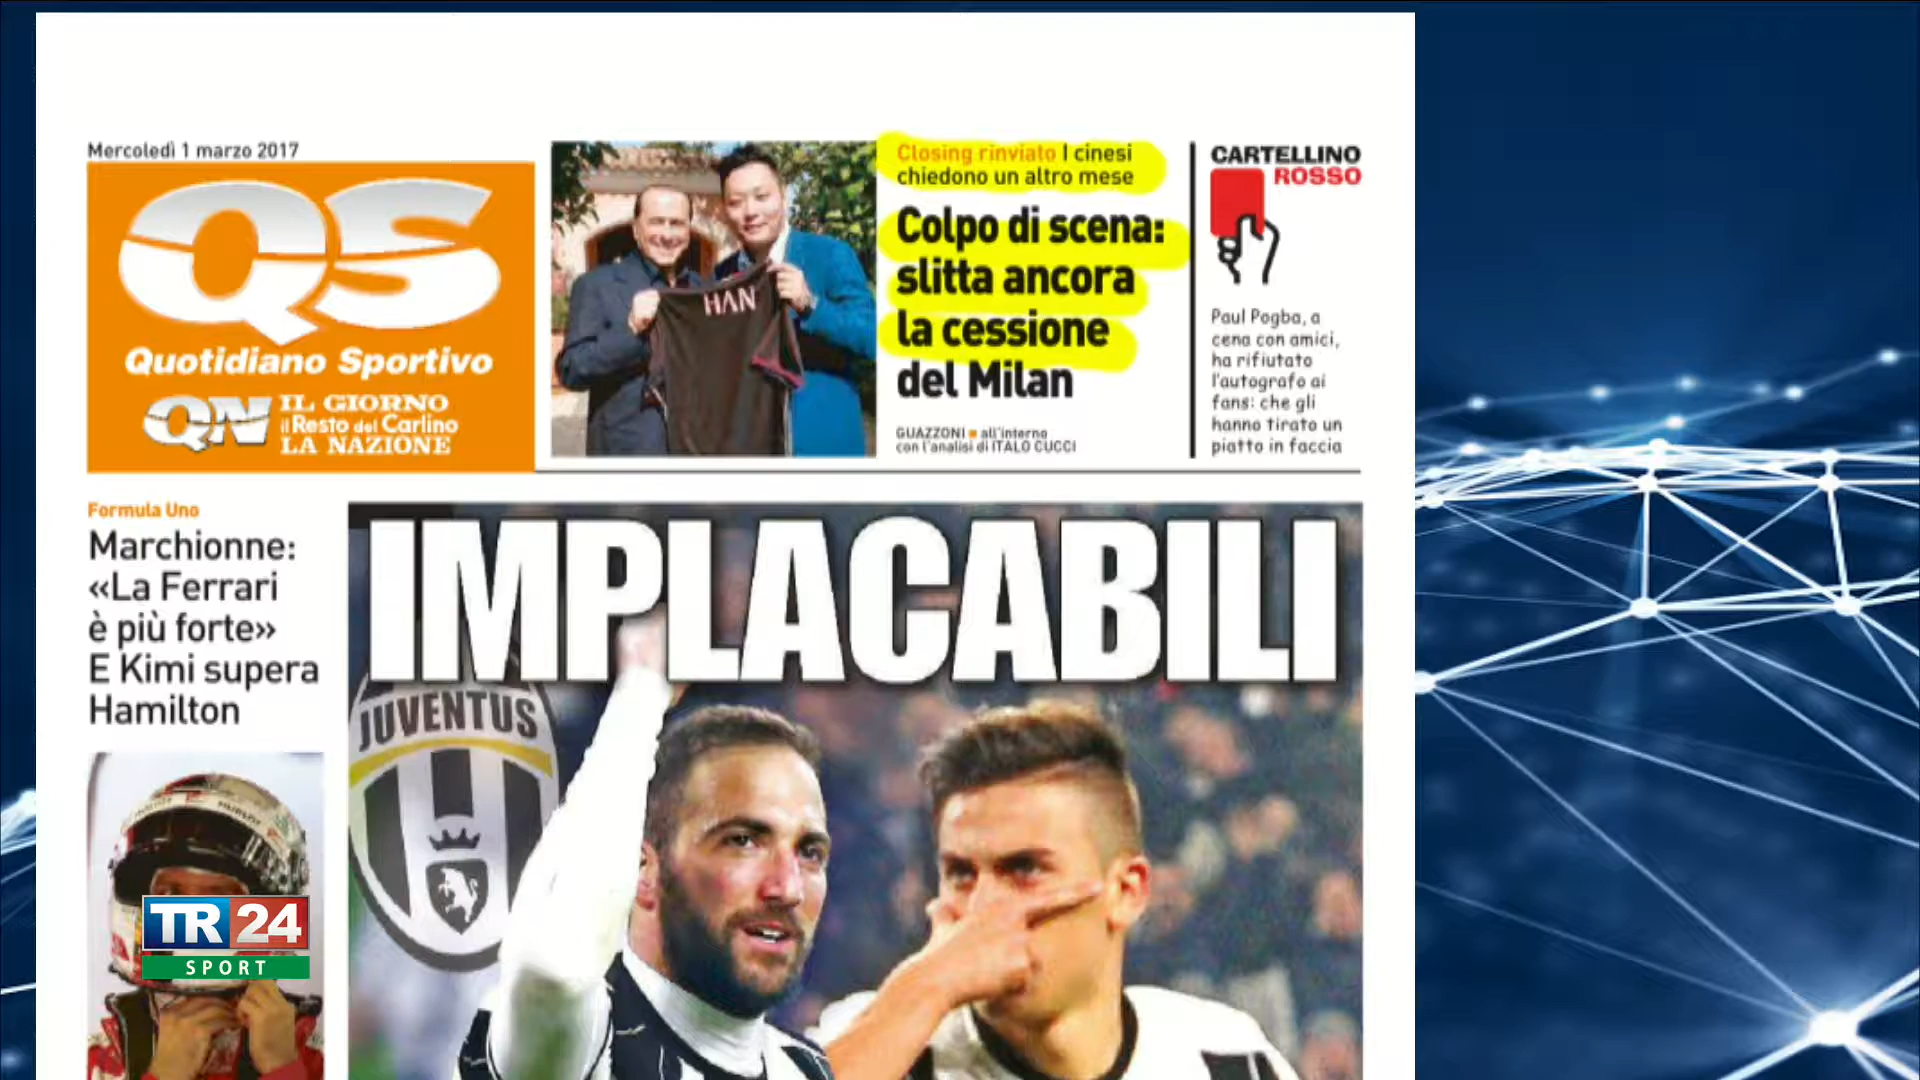 Mercoledì 1 marzo 2017
QS
Quotidiano Sportivo
QN
IL GIORNO
il Resto del Carlino
LA NAZIONE
HAN
Closing rinviato I cinesi
chiedono un altro mese
Colpo di scena:
slitta ancora
la cessione
del Milan
GUAZZONI ■ all'interno
con l'analisi di ITALO CUCCI
CARTELLINO
ROSSO
Paul Pogba, a
cena con amici,
ha rifiutato
l'autografo ai
fans: che gli
hanno tirato un
piatto in faccia
Formula Uno
Marchionne:
«La Ferrari
è più forte»
E Kimi supera
Hamilton
IMPLACABILI
JUVENTUS
TR24
SPORT